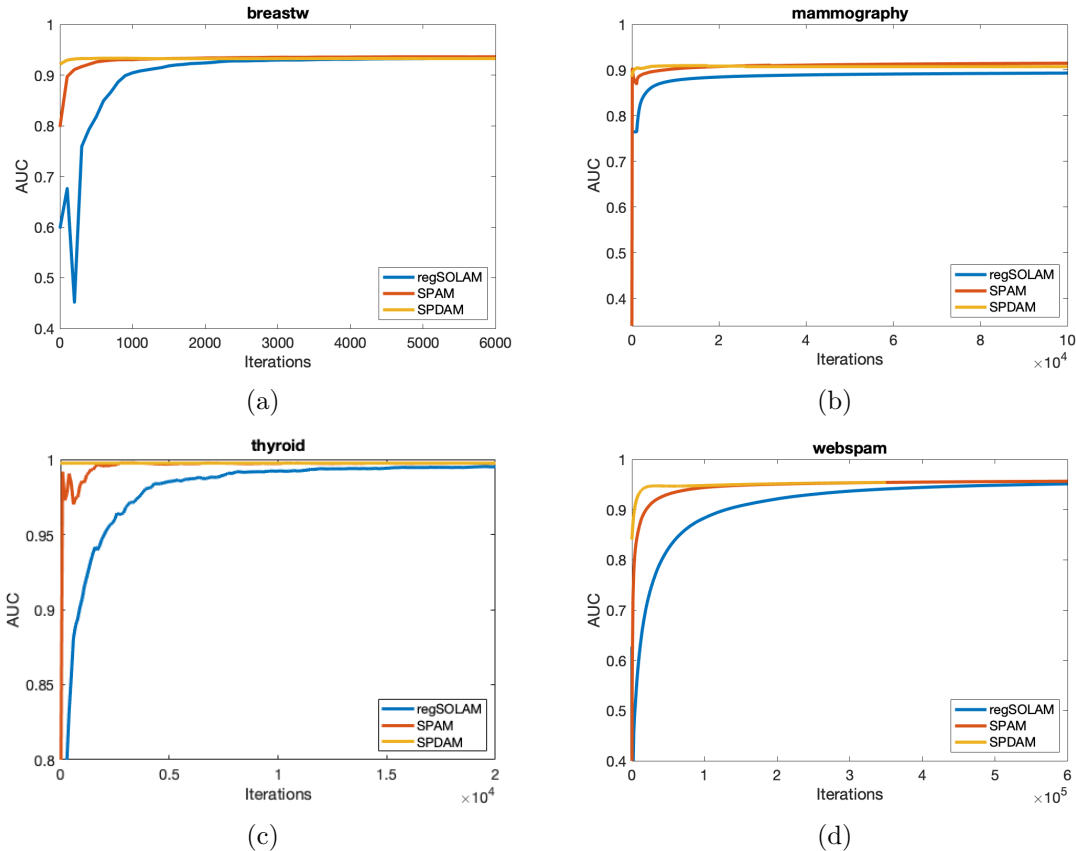 breastw
1
0.9
0.8
0.7
0.6
0.5
0.4
AUC
0 1000 2000 3000 4000 5000 6000
Iterations
regSOLAM
SPAM
SPDAM
(a)
mammography
1
0.9
0.8
0.7
0.6
0.5
0.4
AUC
0 2 4 6 8 10
Iterations
×10^4
regSOLAM
SPAM
SPDAM
(b)
thyroid
1
0.95
0.9
0.85
0.8
AUC
0 0.5 1 1.5 2
Iterations
×10^4
regSOLAM
SPAM
SPDAM
(c)
webspam
1
0.9
0.8
0.7
0.6
0.5
0.4
AUC
0 1 2 3 4 5 6
Iterations
×10^5
regSOLAM
SPAM
SPDAM
(d)